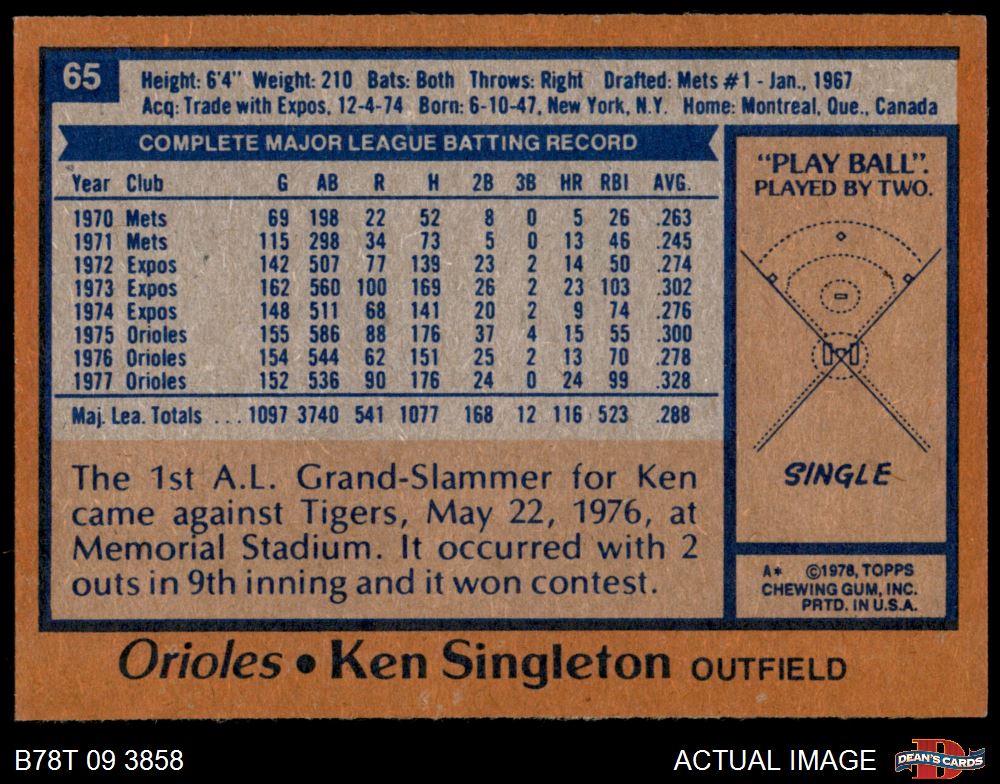 65
Height: 6'4" Weight: 210 Bats: Both Throws: Right Drafted: Mets #1 - Jan., 1967
Acq: Trade with Expos, 12-4-74 Born: 6-10-47, New York, N.Y. Home: Montreal, Que., Canada
COMPLETE MAJOR LEAGUE BATTING RECORD
Year Club G AB R H 2B 3B HR RBI AVG.
1970 Mets 69 198 22 52 8 0 5 26 .263
1971 Mets 115 298 34 73 5 0 13 46 .245
1972 Expos 142 507 77 139 23 2 14 50 .274
1973 Expos 162 560 100 169 26 2 23 103 .302
1974 Expos 148 511 68 141 20 2 9 74 .276
1975 Orioles 155 586 88 176 37 4 15 55 .300
1976 Orioles 154 544 62 151 25 2 13 70 .278
1977 Orioles 152 536 90 176 24 0 24 99 .328
Maj. Lea. Totals ... 1097 3740 541 1077 168 12 116 523 .288
The 1st A.L. Grand-Slammer for Ken
came against Tigers, May 22, 1976, at
Memorial Stadium. It occurred with 2
outs in 9th inning and it won contest.
"PLAY BALL".
PLAYED BY TWO.
SINGLE
A* ©1978, TOPPS
CHEWING GUM, INC.
PRTD. IN U.S.A.
Orioles • Ken Singleton OUTFIELD
B78T 09 3858
ACTUAL IMAGE
D
DEAN'S CARDS